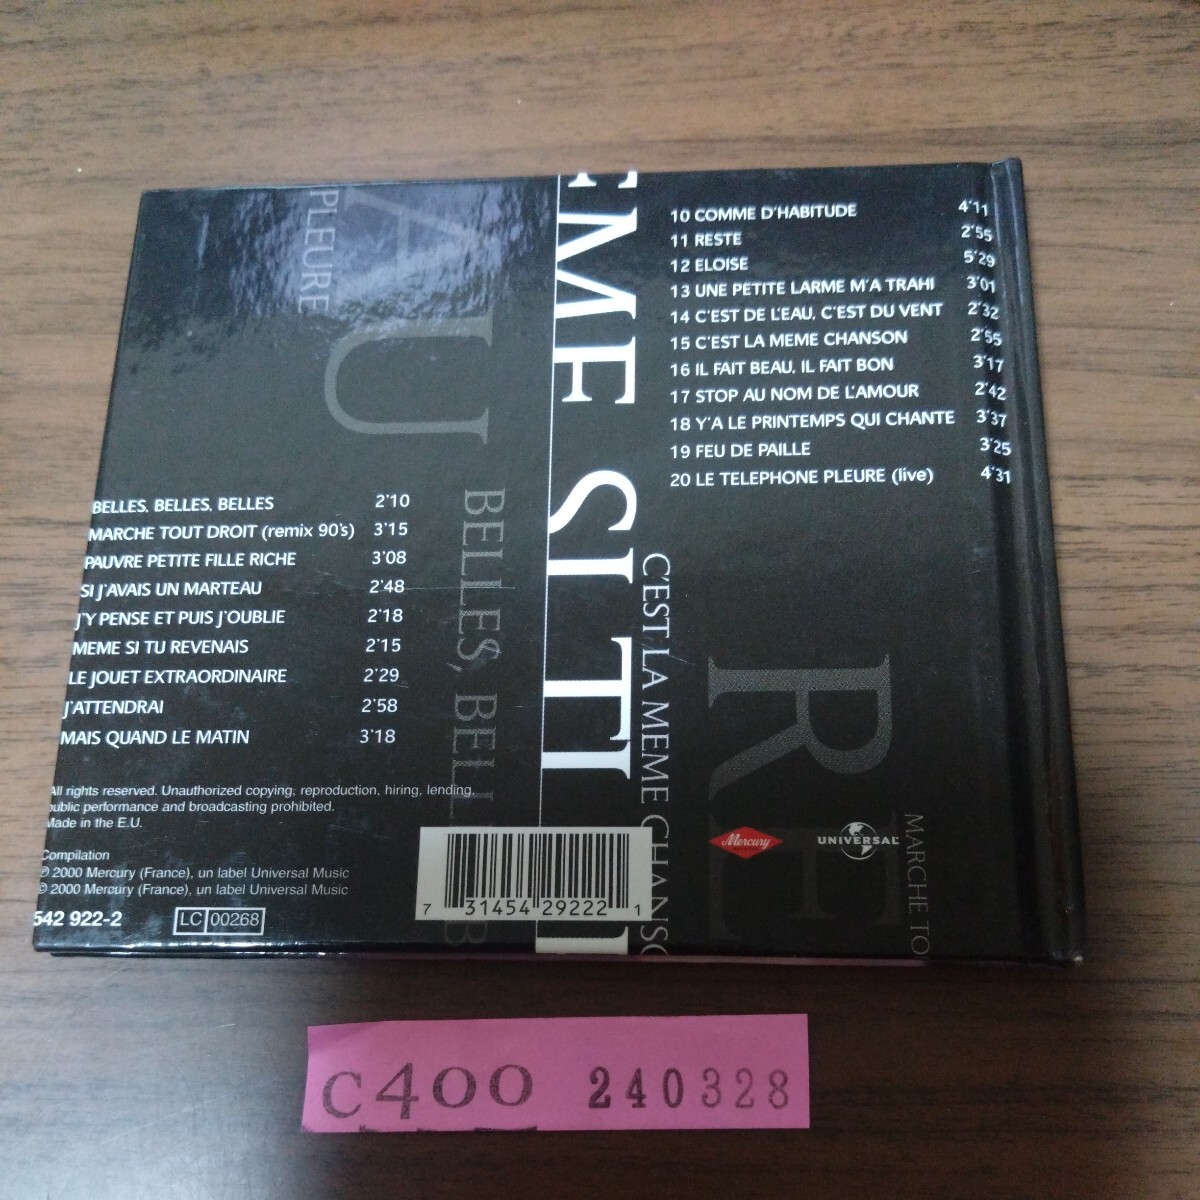 BELLES, BELLES, BELLES 2'10
MARCHE TOUT DROIT (remix 90's) 3'15
PAUVRE PETITE FILLE RICHE 3'08
SI J'AVAIS UN MARTEAU 2'48
J'Y PENSE ET PUIS J'OUBLIE 2'18
MEME SI TU REVENAIS 2'15
LE JOUET EXTRAORDINAIRE 2'29
J'ATTENDRAI 2'58
MAIS QUAND LE MATIN 3'18
10 COMME D'HABITUDE 4'11
11 RESTE 2'55
12 ELOISE 5'29
13 UNE PETITE LARME M'A TRAHI 3'01
14 C'EST DE L'EAU, C'EST DU VENT 2'32
15 C'EST LA MEME CHANSON 2'55
16 IL FAIT BEAU, IL FAIT BON 3'17
17 STOP AU NOM DE L'AMOUR 2'42
18 Y'A LE PRINTEMPS QUI CHANTE 3'37
19 FEU DE PAILLE 3'25
20 LE TELEPHONE PLEURE (live) 4'31
PLEURE
AU
BELLES, BELL
EME SI T
C'EST LA MEME CHANSO
RE
MARCHE TO
All rights reserved. Unauthorized copying, reproduction, hiring, lending,
public performance and broadcasting prohibited.
Made in the E.U.
Compilation
℗ 2000 Mercury (France), un label Universal Music
© 2000 Mercury (France), un label Universal Music
542 922-2
LC 00268
7 31454 29222 1
Mercury
UNIVERSAL
C400 240328